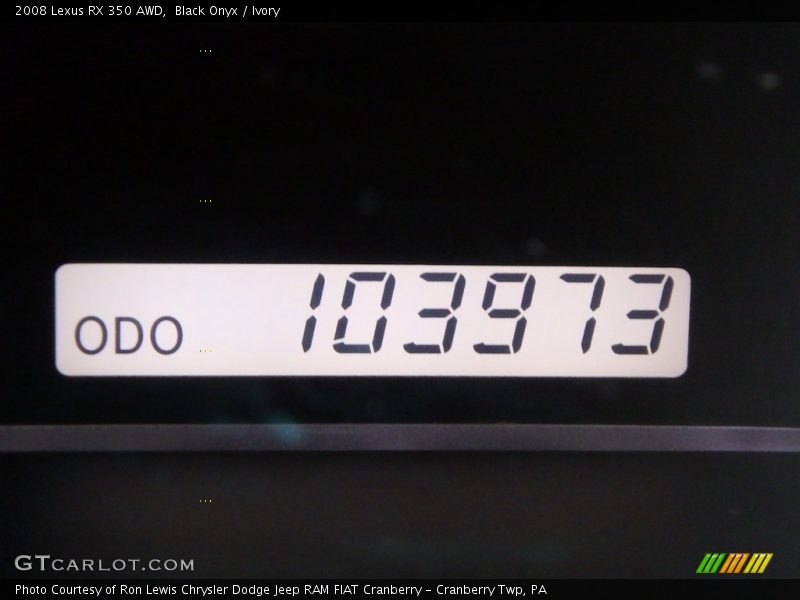 2008 Lexus RX 350 AWD,  Black Onyx / Ivory
ODO 103973
GTCARLOT.COM
Photo Courtesy of Ron Lewis Chrysler Dodge Jeep RAM FIAT Cranberry – Cranberry Twp, PA